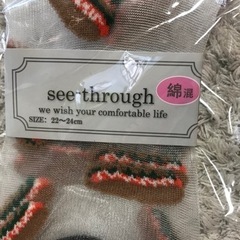 see through
綿混
we wish your comfortable life
SIZE: 22～24cm